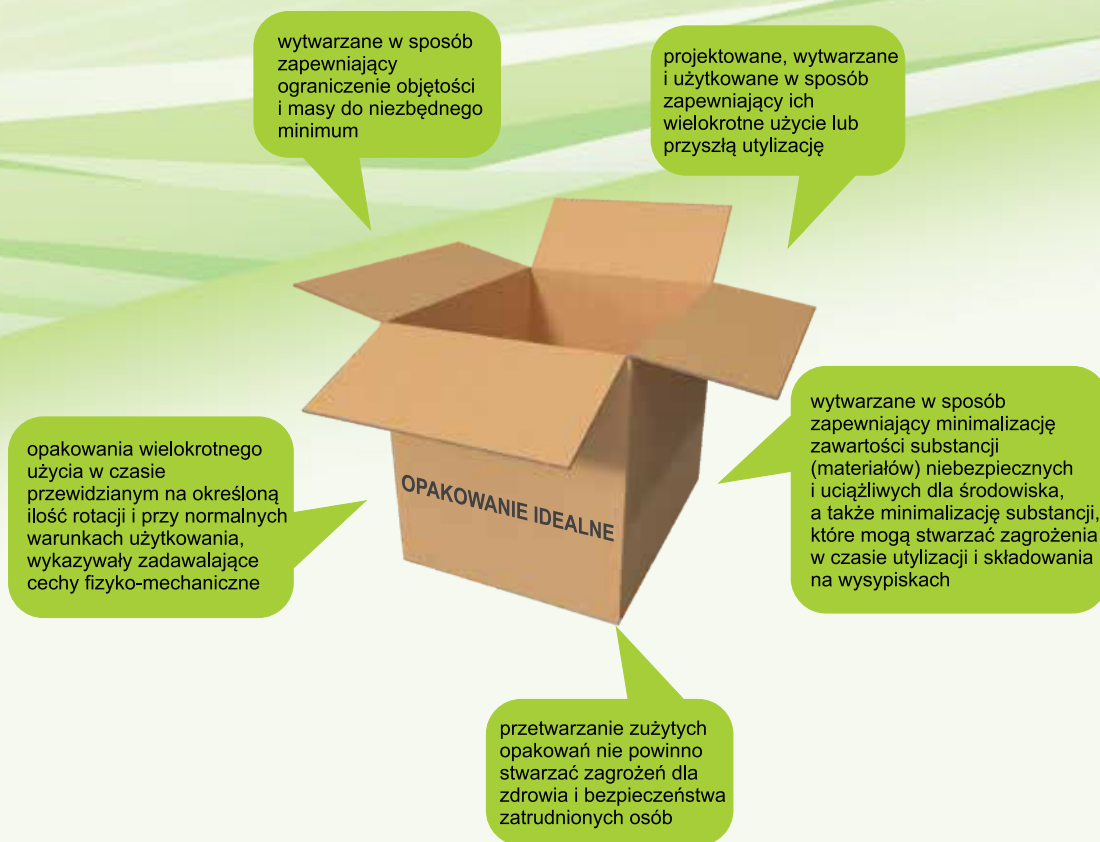 wytwarzane w sposób
zapewniający
ograniczenie objętości
i masy do niezbędnego
minimum
projektowane, wytwarzane
i użytkowane w sposób
zapewniający ich
wielokrotne użycie lub
przyszłą utylizację
opakowania wielokrotnego
użycia w czasie
przewidzianym na określoną
ilość rotacji i przy normalnych
warunkach użytkowania,
wykazywały zadawalające
cechy fizyko-mechaniczne
OPAKOWANIE IDEALNE
wytwarzane w sposób
zapewniający minimalizację
zawartości substancji
(materiałów) niebezpiecznych
i uciążliwych dla środowiska,
a także minimalizację substancji,
które mogą stwarzać zagrożenia
w czasie utylizacji i składowania
na wysypiskach
przetwarzanie zużytych
opakowań nie powinno
stwarzać zagrożeń dla
zdrowia i bezpieczeństwa
zatrudnionych osób